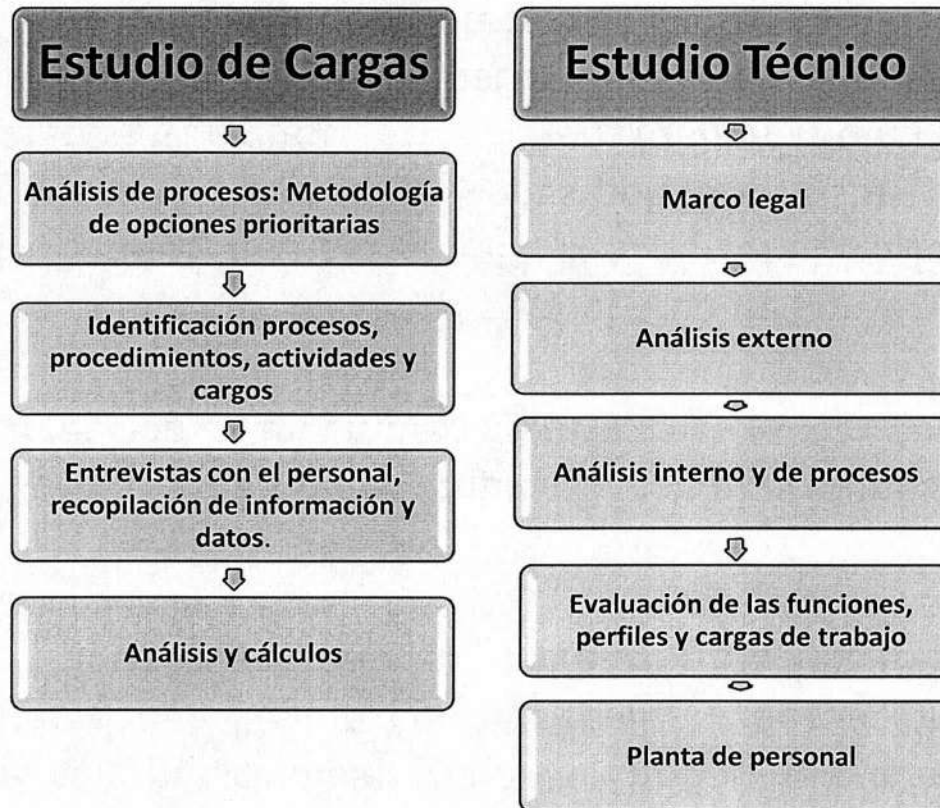 Estudio de Cargas
Análisis de procesos: Metodología
de opciones prioritarias
Identificación procesos,
procedimientos, actividades y
cargos
Entrevistas con el personal,
recopilación de información y
datos.
Análisis y cálculos
Estudio Técnico
Marco legal
Análisis externo
Análisis interno y de procesos
Evaluación de las funciones,
perfiles y cargas de trabajo
Planta de personal